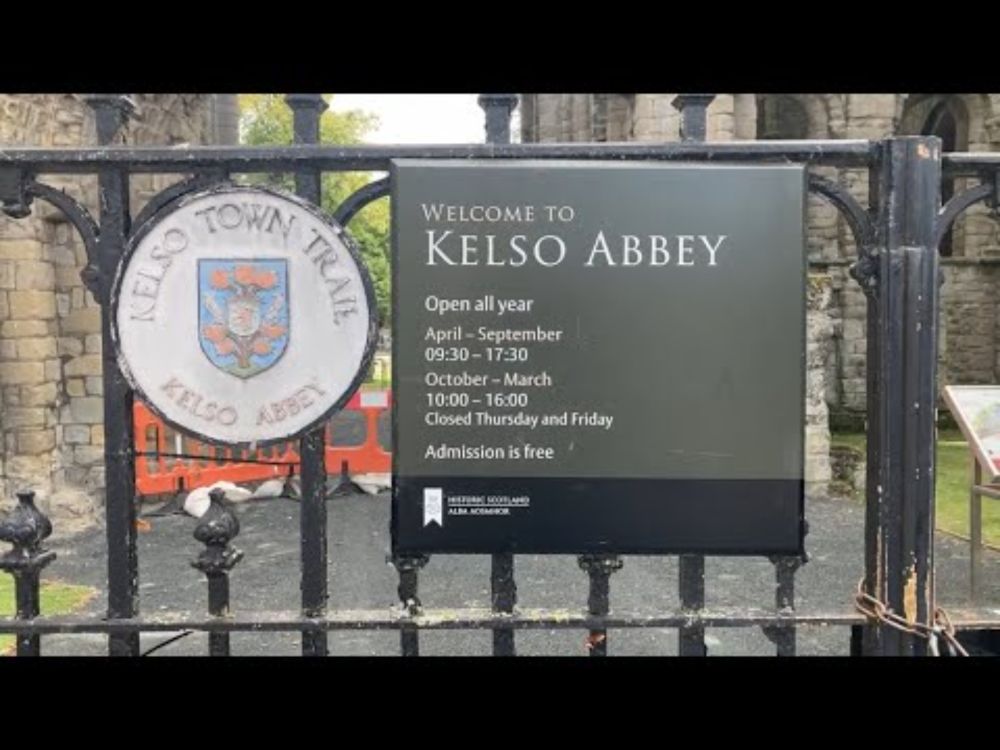 KELSO TOWN TRAIL
KELSO ABBEY
WELCOME TO
KELSO ABBEY
Open all year
April – September
09:30 – 17:30
October – March
10:00 – 16:00
Closed Thursday and Friday
Admission is free
HISTORIC SCOTLAND
ALBA AOSMHOR